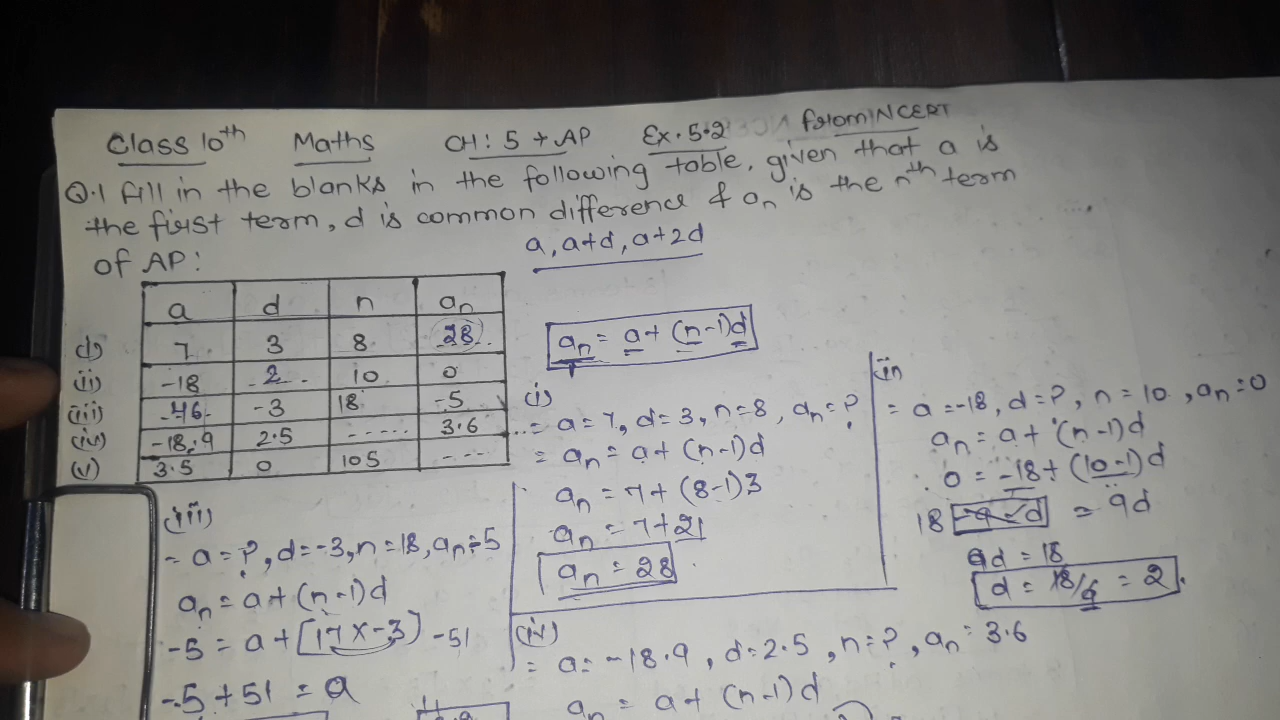 Class 10th Maths CH: 5 + AP Ex. 5.2 from NCERT
Q.1 Fill in the blanks in the following table, given that a is
the first term, d is common difference & an is the nth term
of AP:
a, a+d, a+2d
a d n an
(i) 7 3 8 28
(ii) -18 2 10 0
(iii) -46 -3 18 -5
(iv) -18.9 2.5 ...... 3.6
(v) 3.5 0 105 ----
an = a + (n-1)d
(i)
= a = 7, d = 3, n = 8, an = ?
= an = a + (n-1)d
an = 7 + (8-1)3
an = 7+21
an = 28
(ii)
= a = -18, d = ?, n = 10, an = 0
an = a + (n-1)d
0 = -18 + (10-1)d
18 = 9d
9d = 18
d = 18/9 = 2.
(iii)
= a = ?, d = -3, n = 18, an = -5
an = a + (n-1)d
-5 = a + [17 x -3] -51
-5 + 51 = a
(iv)
= a = -18.9, d = 2.5, n = ?, an = 3.6
an = a + (n-1)d